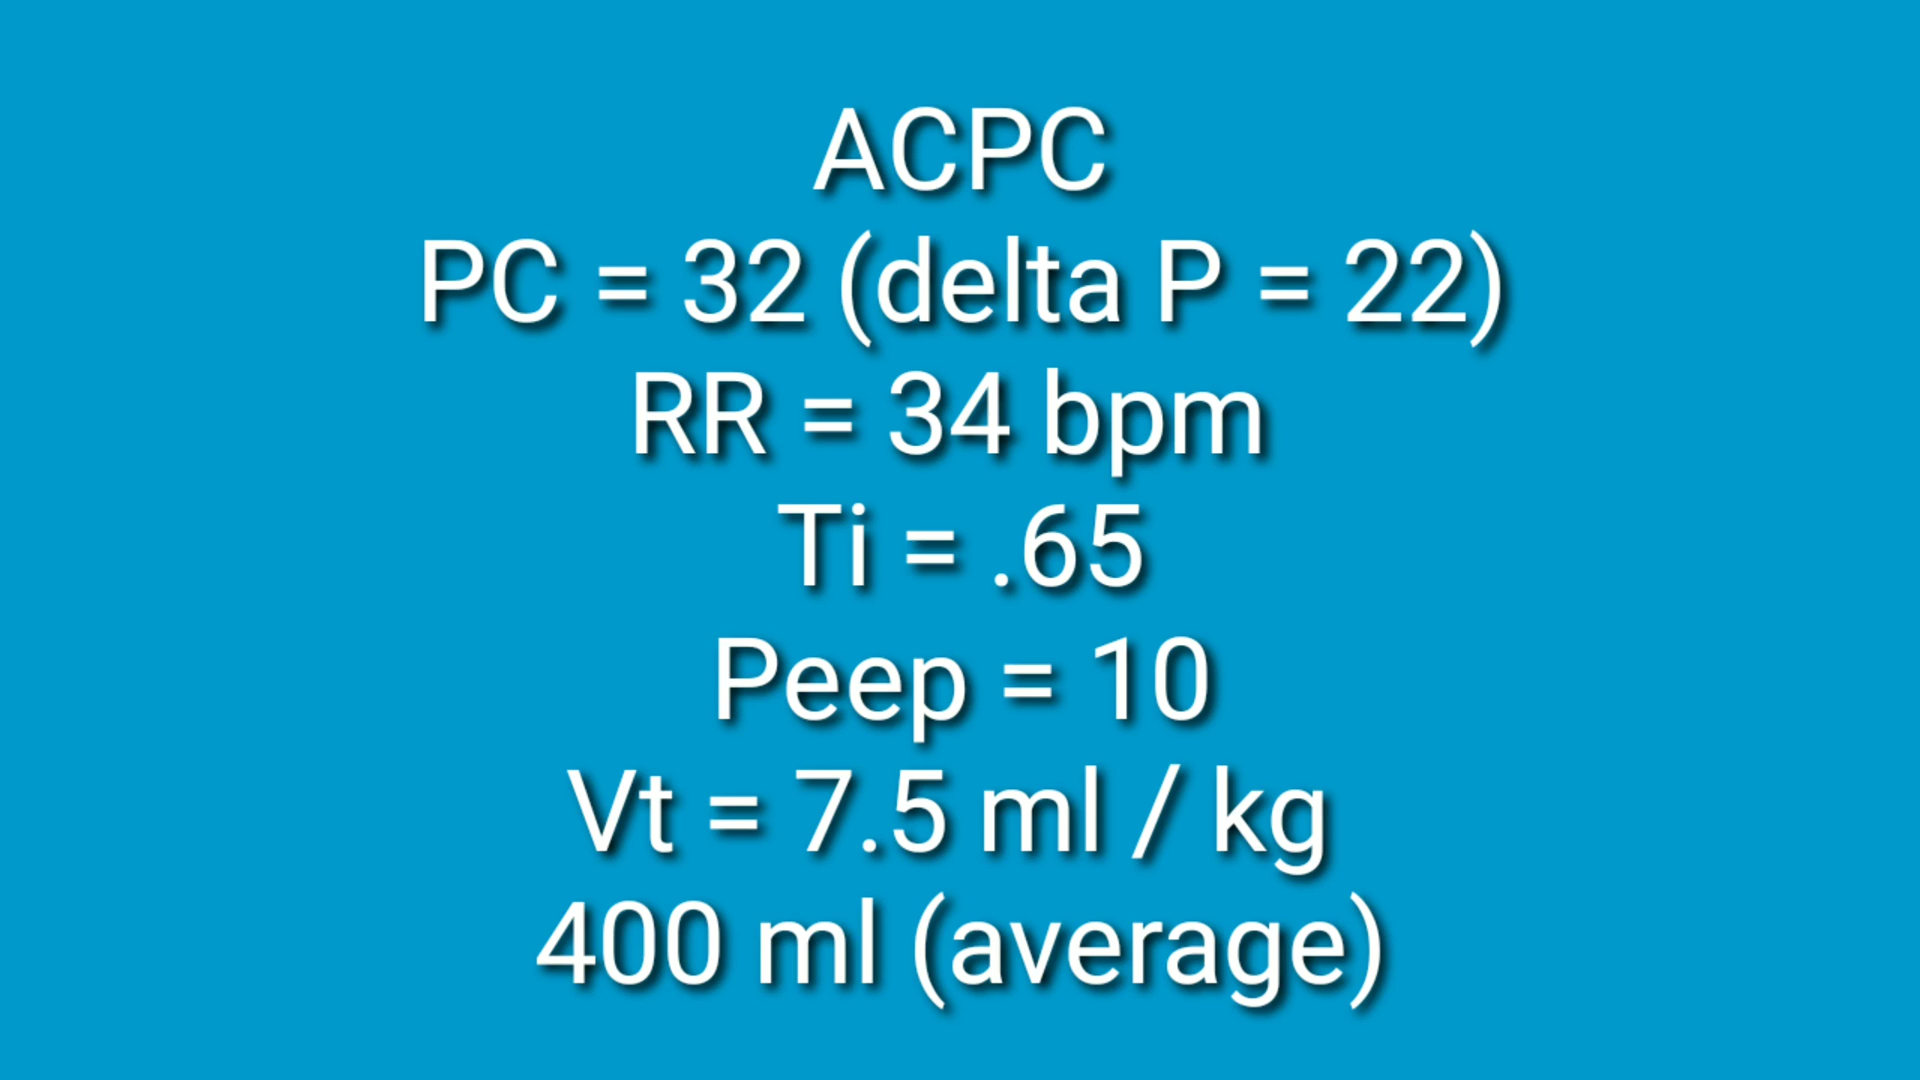 ACPC
PC = 32 (delta P = 22)
RR = 34 bpm
Ti = .65
Peep = 10
Vt = 7.5 ml / kg
400 ml (average)